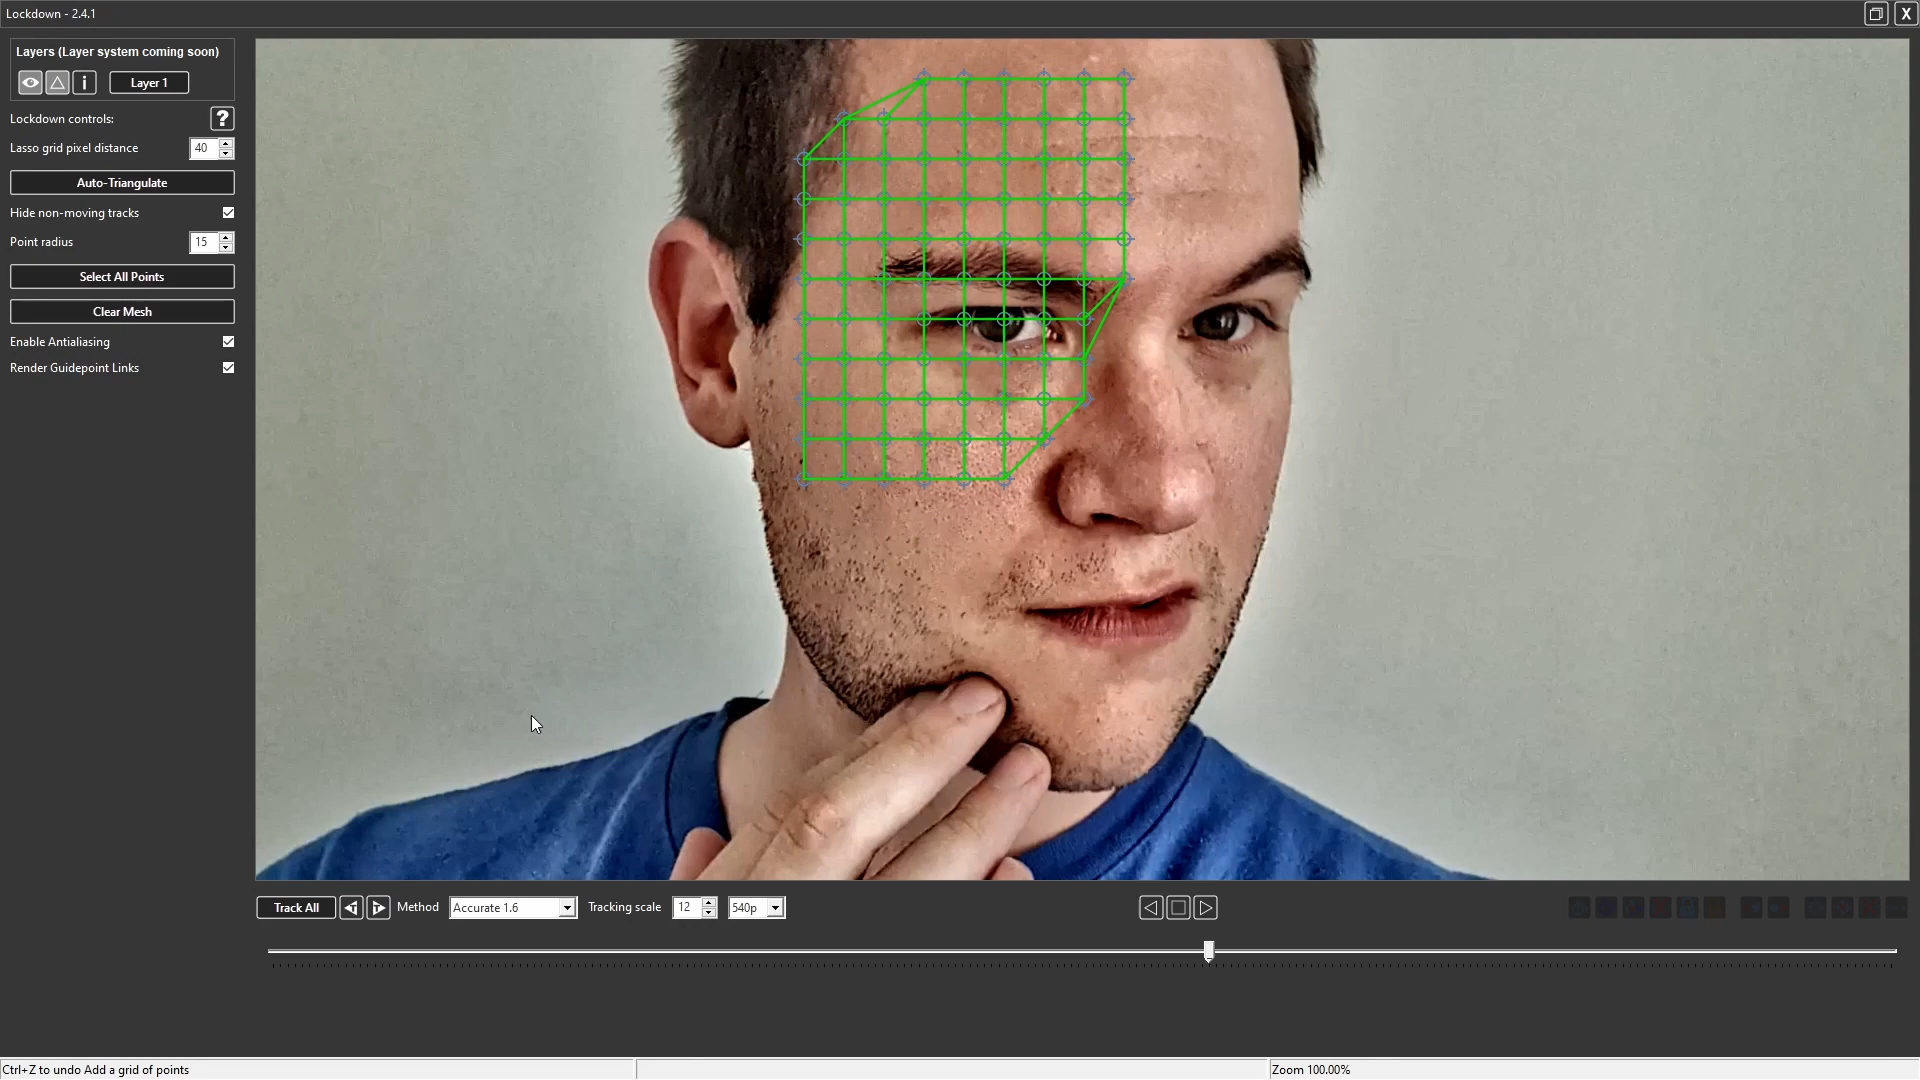 Lockdown - 2.4.1
X
Layers (Layer system coming soon)
i
Layer 1
Lockdown controls:
?
Lasso grid pixel distance
40
Auto-Triangulate
Hide non-moving tracks
Point radius
15
Select All Points
Clear Mesh
Enable Antialiasing
Render Guidepoint Links
Track All
Method
Accurate 1.6
Tracking scale
12
540p
Ctrl+Z to undo Add a grid of points
Zoom 100.00%